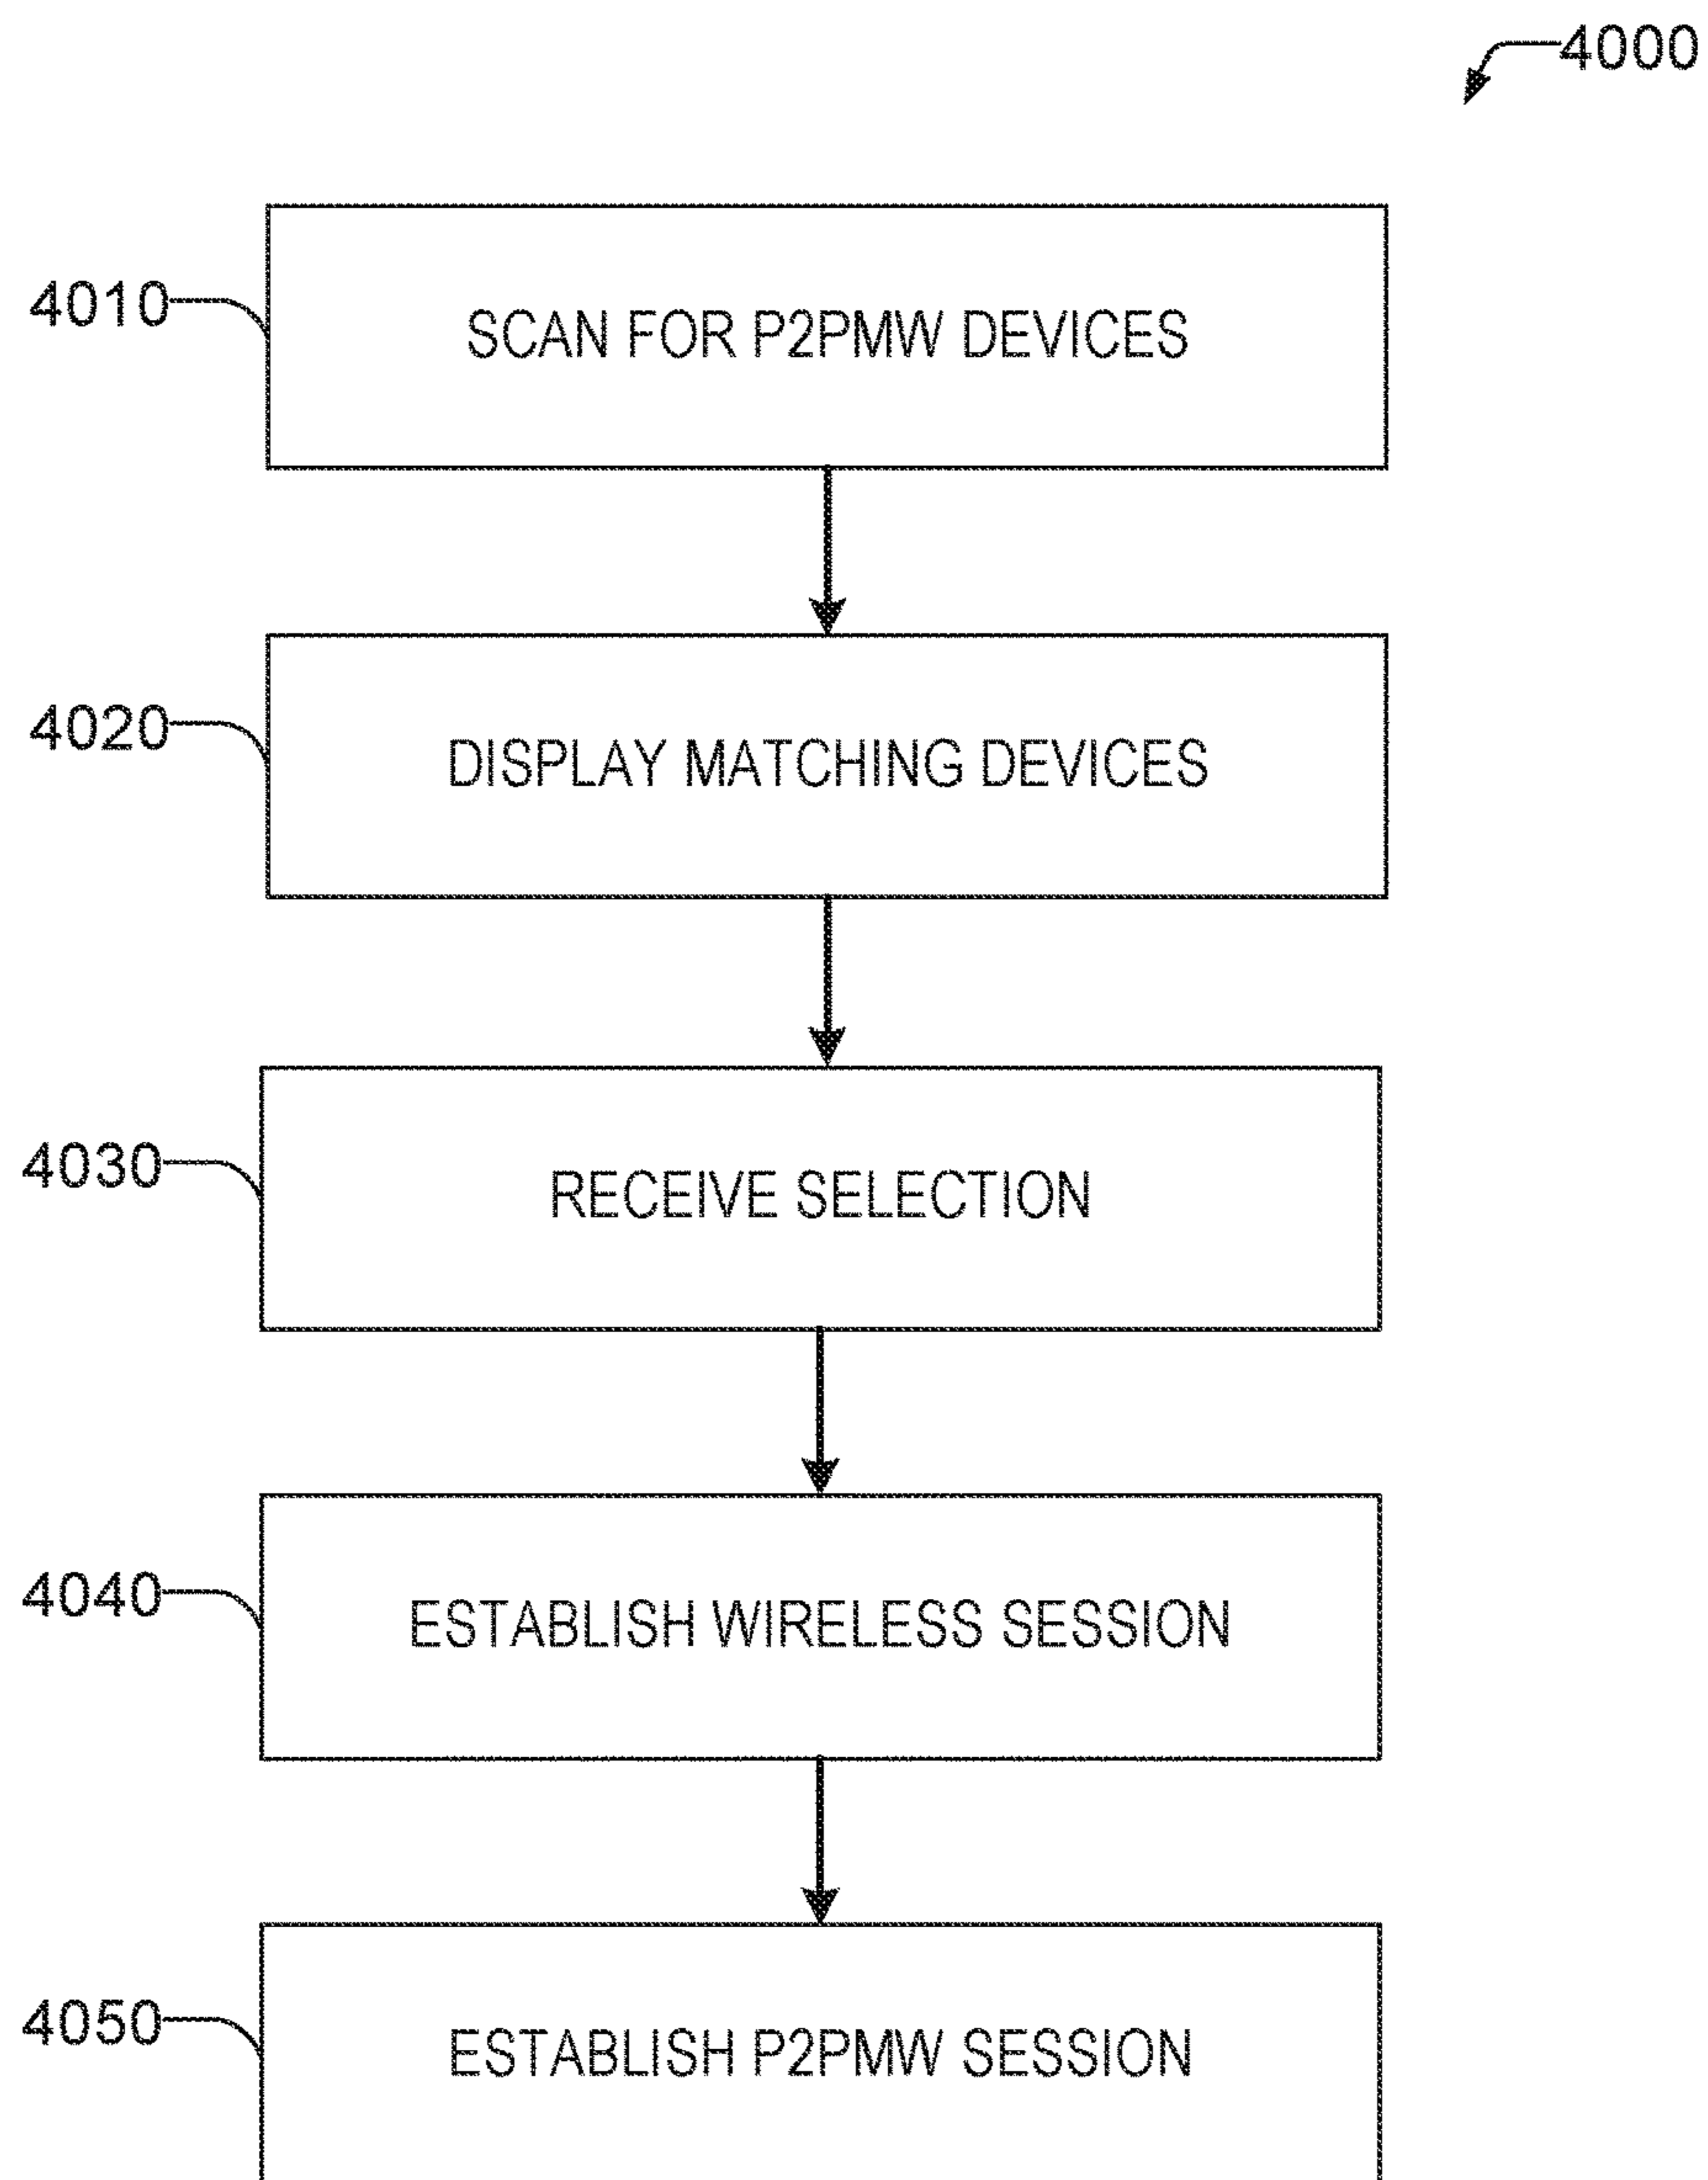 4000
4010
SCAN FOR P2PMW DEVICES
4020
DISPLAY MATCHING DEVICES
4030
RECEIVE SELECTION
4040
ESTABLISH WIRELESS SESSION
4050
ESTABLISH P2PMW SESSION